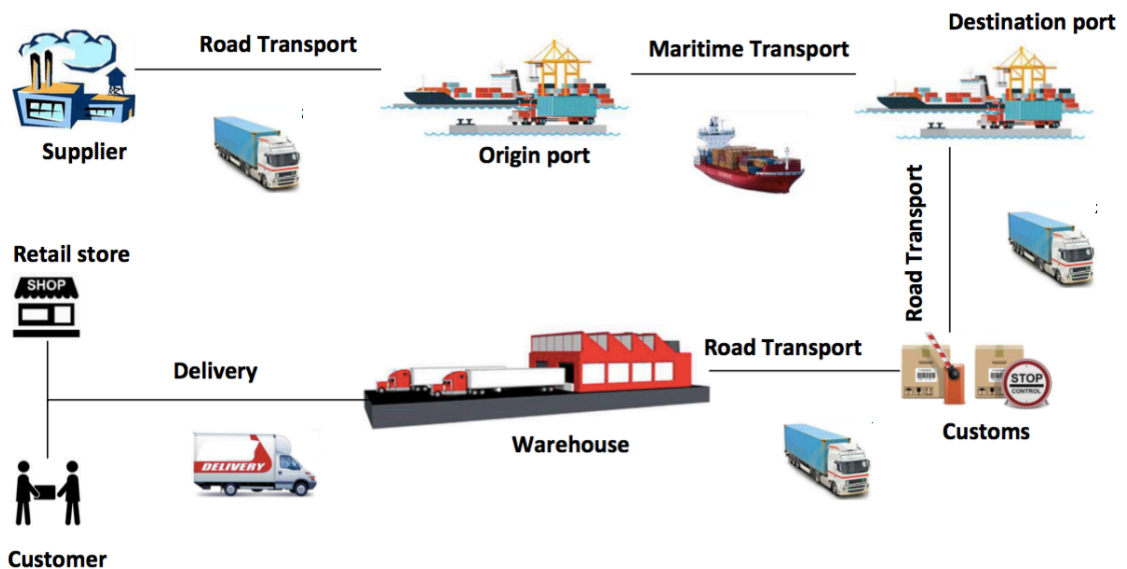 Destination port
Road Transport
Maritime Transport
Supplier
Origin port
Road Transport
Retail store
SHOP
Road Transport
Delivery
STOP
CONTROL
Warehouse
Customs
DELIVERY
Customer